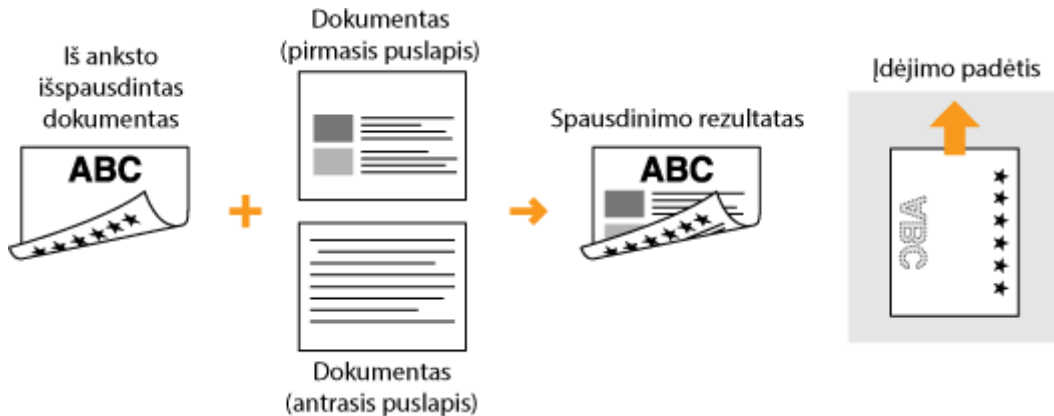 Iš anksto
išspausdintas
dokumentas
ABC
Dokumentas
(pirmasis puslapis)
Dokumentas
(antrasis puslapis)
Spausdinimo rezultatas
ABC
Įdėjimo padėtis
ABC